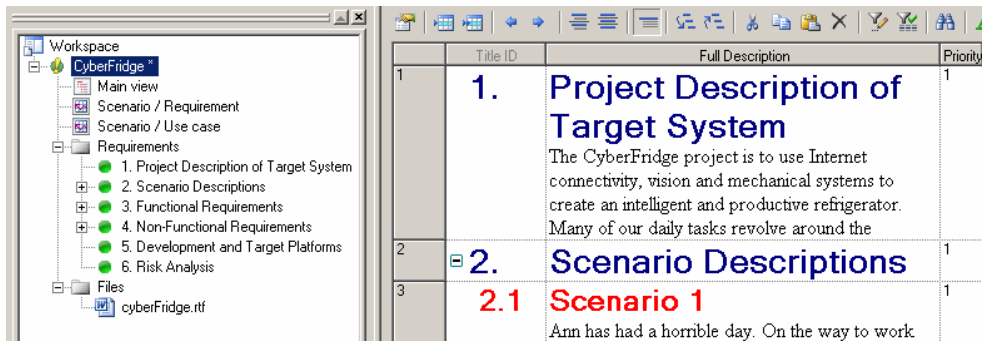 Workspace
CyberFridge *
Main view
Scenario / Requirement
Scenario / Use case
Requirements
1. Project Description of Target System
2. Scenario Descriptions
3. Functional Requirements
4. Non-Functional Requirements
5. Development and Target Platforms
6. Risk Analysis
Files
cyberFridge.rtf
Title ID Full Description Priority
1 1. Project Description of 1
Target System
The CyberFridge project is to use Internet
connectivity, vision and mechanical systems to
create an intelligent and productive refrigerator.
Many of our daily tasks revolve around the
2 2. Scenario Descriptions 1
3 2.1 Scenario 1 1
Ann has had a horrible day. On the way to work